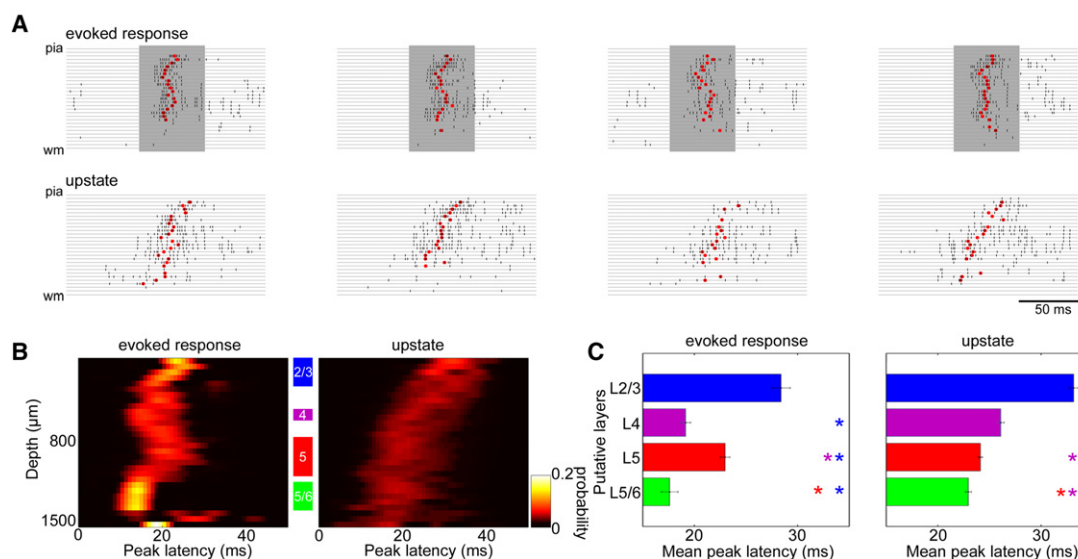 A
evoked response
pia
wm
upstate
pia
wm
50 ms
B
evoked response
upstate
2/3
4
5
5/6
Depth (μm)
800
1500
0 20 40
Peak latency (ms)
0 20 40
Peak latency (ms)
0.2
0
probability
C
evoked response
upstate
Putative layers
L2/3
L4
*
L5
* *
*
L5/6
* *
* *
20 30
Mean peak latency (ms)
20 30
Mean peak latency (ms)